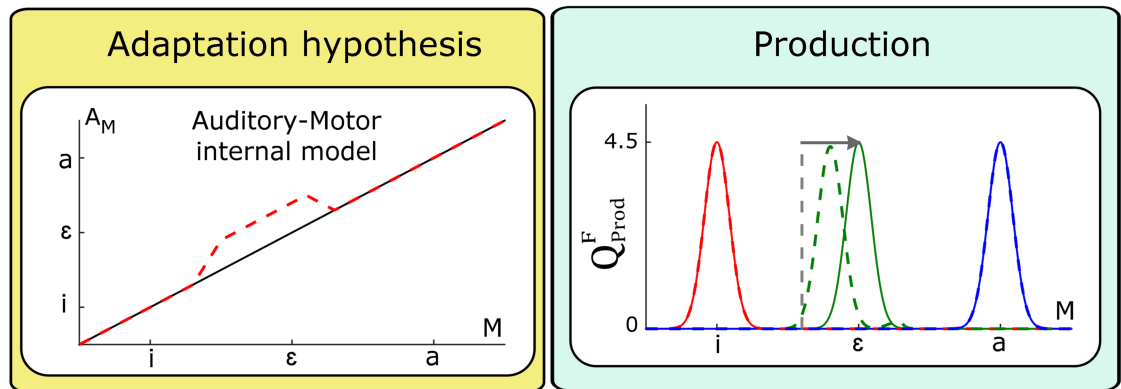 Adaptation hypothesis
A_M
Auditory-Motor
internal model
a
ε
i
M
i
ε
a
Production
4.5
Q^F_Prod
0
M
i
ε
a